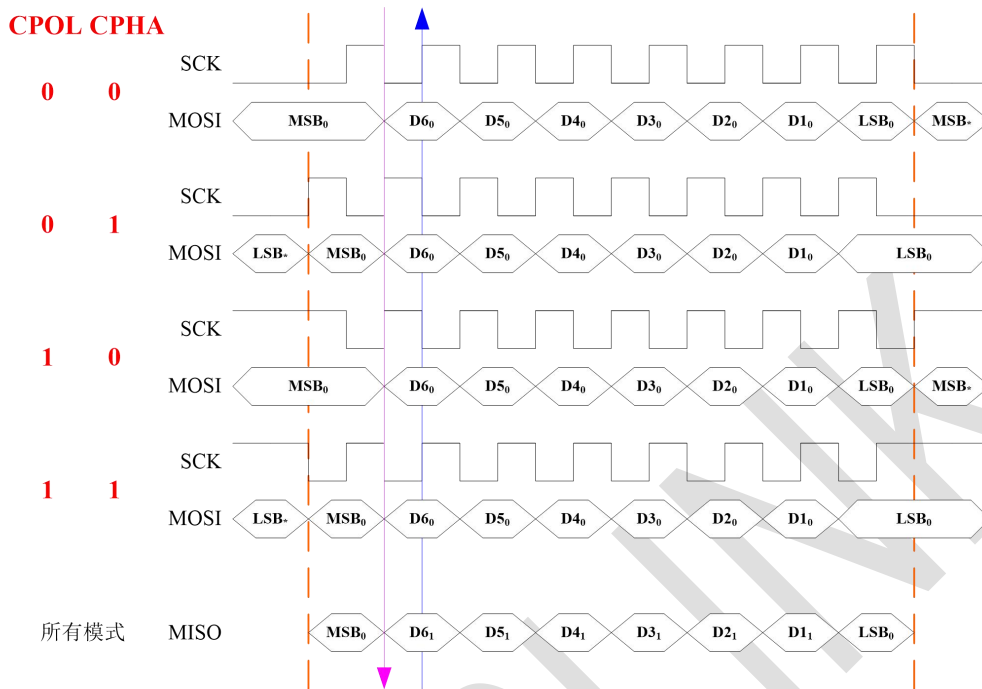 CPOL CPHA
SCK
0 0
MOSI MSB₀ D6₀ D5₀ D4₀ D3₀ D2₀ D1₀ LSB₀ MSB*
SCK
0 1
MOSI LSB* MSB₀ D6₀ D5₀ D4₀ D3₀ D2₀ D1₀ LSB₀
SCK
1 0
MOSI MSB₀ D6₀ D5₀ D4₀ D3₀ D2₀ D1₀ LSB₀ MSB*
SCK
1 1
MOSI LSB* MSB₀ D6₀ D5₀ D4₀ D3₀ D2₀ D1₀ LSB₀
所有模式 MISO MSB₀ D6₁ D5₁ D4₁ D3₁ D2₁ D1₁ LSB₀